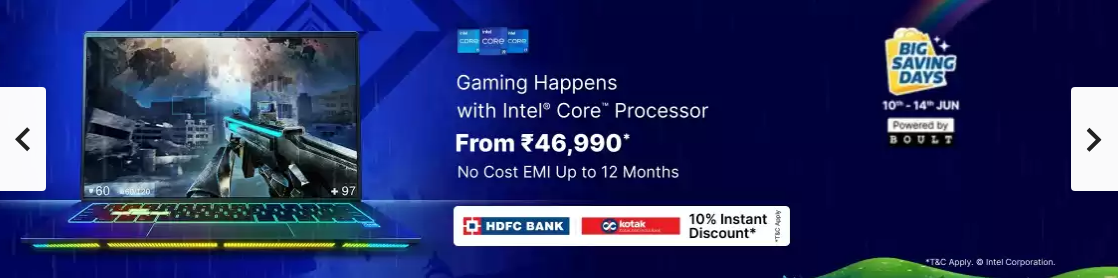 intel
CORE
intel
CORE
intel
CORE
Gaming Happens
with Intel® Core™ Processor
From ₹46,990*
No Cost EMI Up to 12 Months
HDFC BANK
kotak
10% Instant
Discount*
*T&C Apply
BIG
SAVING
DAYS
10th - 14th JUN
Powered by
BOULT
60
+ 97
*T&C Apply. © Intel Corporation.